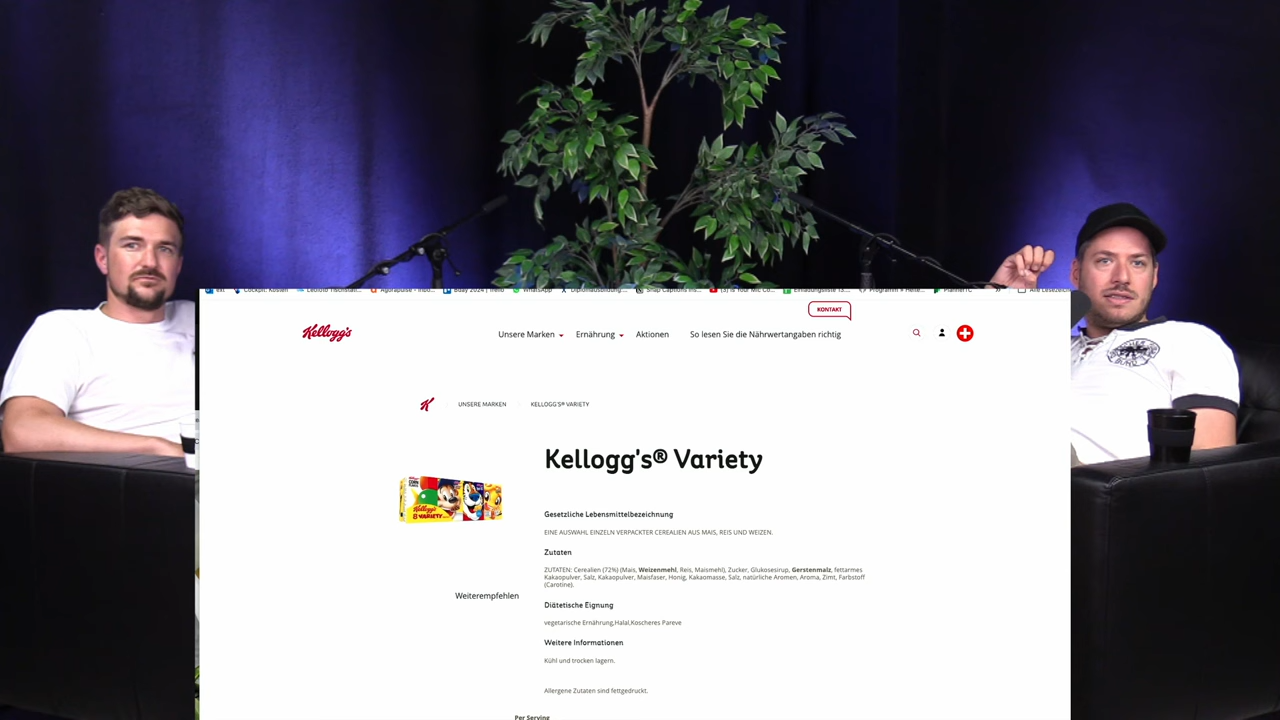 Kellogg's
KONTAKT
Unsere Marken
Ernährung
Aktionen
So lesen Sie die Nährwertangaben richtig
UNSERE MARKEN
KELLOGG'S® VARIETY
Kellogg's® Variety
Kellogg's
8 VARIETY
Gesetzliche Lebensmittelbezeichnung
EINE AUSWAHL EINZELN VERPACKTER CEREALIEN AUS MAIS, REIS UND WEIZEN.
Zutaten
ZUTATEN: Cerealien (72%) (Mais, Weizenmehl, Reis, Maismehl), Zucker, Glukosesirup, Gerstenmalz, fettarmes
Kakaopulver, Salz, Kakaopulver, Maisfaser, Honig, Kakaomasse, Salz, natürliche Aromen, Aroma, Zimt, Farbstoff
(Carotine).
Weiterempfehlen
Diätetische Eignung
vegetarische Ernährung,Halal,Koscheres Pareve
Weitere Informationen
Kühl und trocken lagern.
Allergene Zutaten sind fettgedruckt.
Per Serving